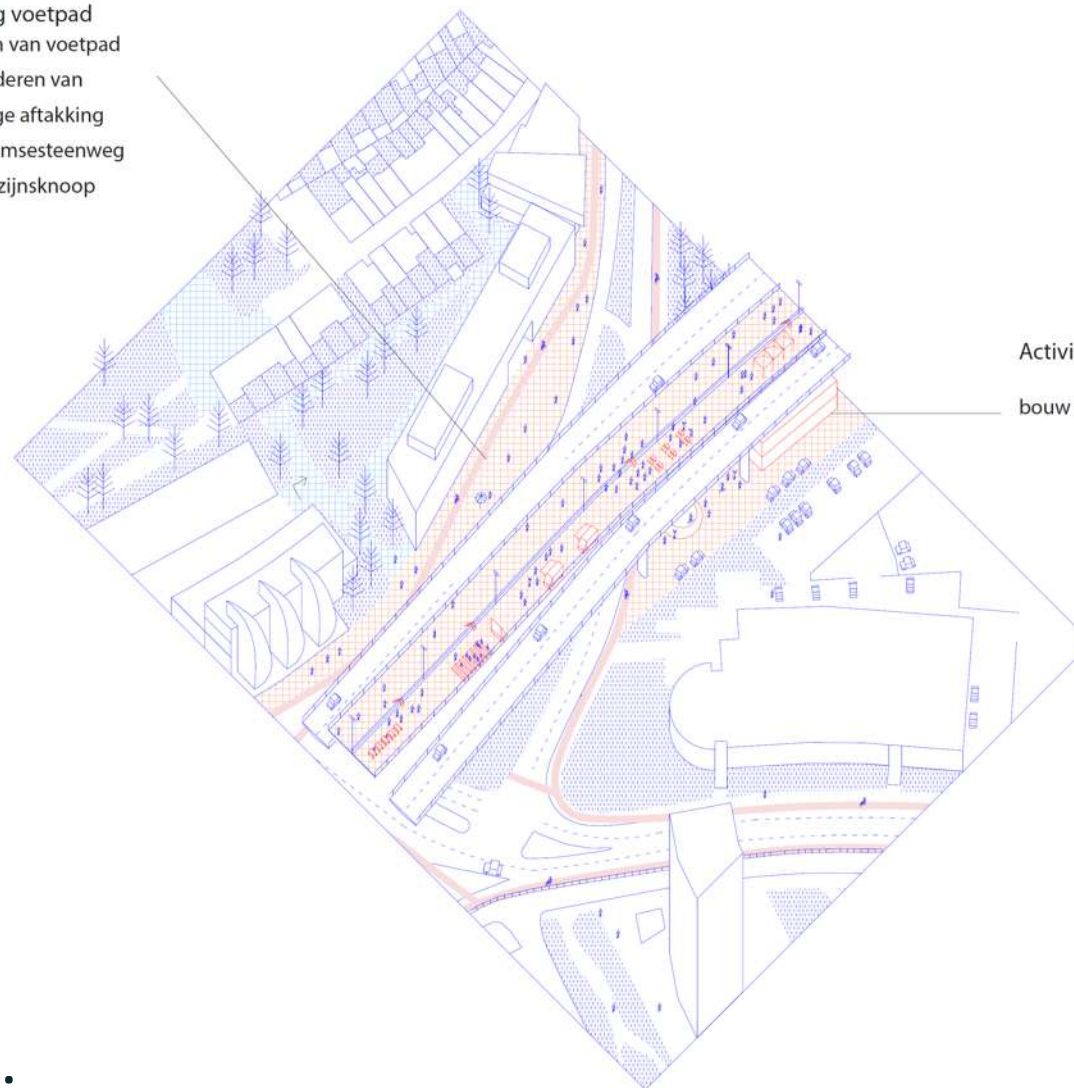 g voetpad
n van voetpad
deren van
ge aftakking
msesteenweg
zijnsknoop
Activi
bouw